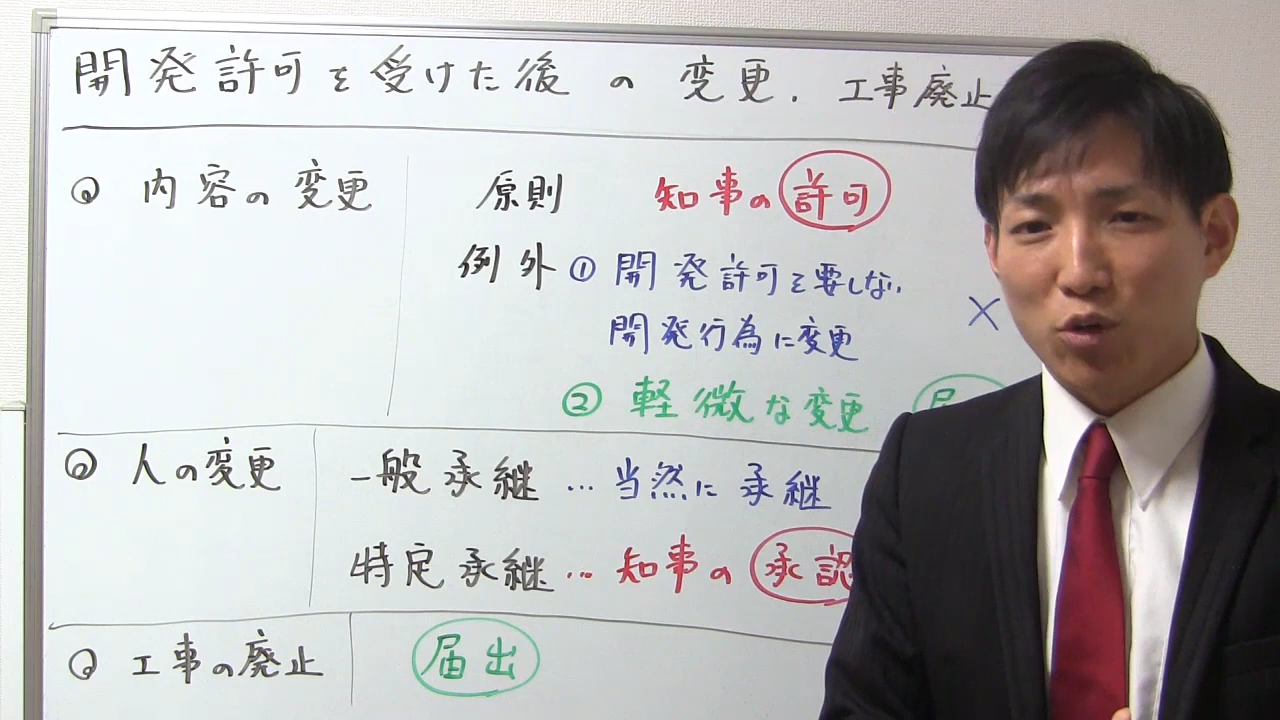 開発許可を受けた後の変更.工事廃止
◎ 内容の変更 原則 知事の許可
例外 ① 開発許可を要しない
開発行為に変更 ×
② 軽微な変更
◎ 人の変更 一般承継 … 当然に承継
特定承継 … 知事の承認
◎ 工事の廃止 届出